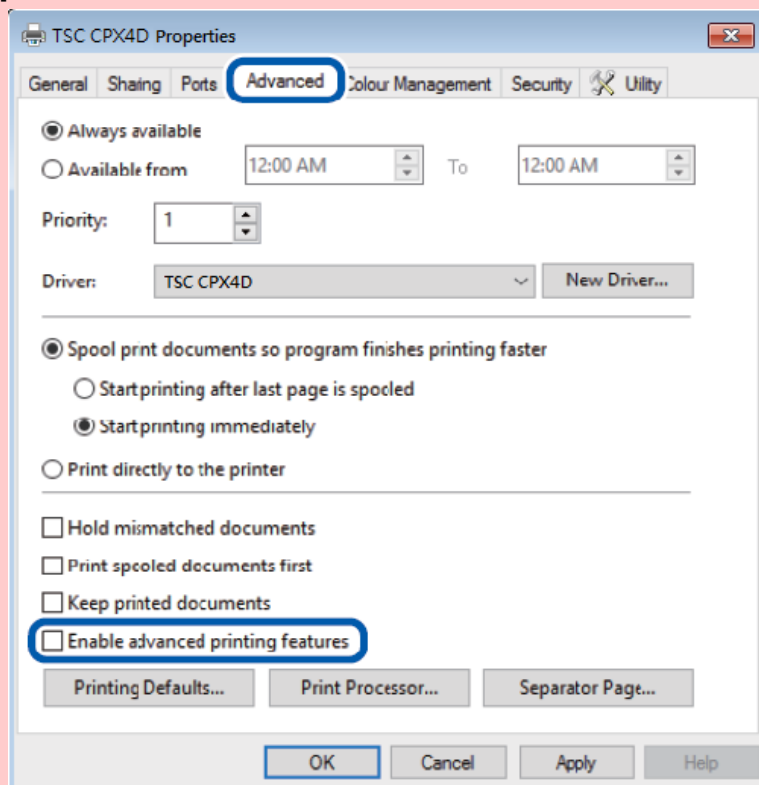 TSC CPX4D Properties
General Sharing Ports Advanced Colour Management Security Uility
Always available
Available from 12:00 AM To 12:00 AM
Priority: 1
Driver: TSC CPX4D New Driver...
Spool print documents so program finishes printing faster
Start printing after last page is spooled
Start printing immediately
Print directly to the printer
Hold mismatched documents
Print spooled documents first
Keep printed documents
Enable advanced printing features
Printing Defaults... Print Processor... Separator Page...
OK Cancel Apply Help